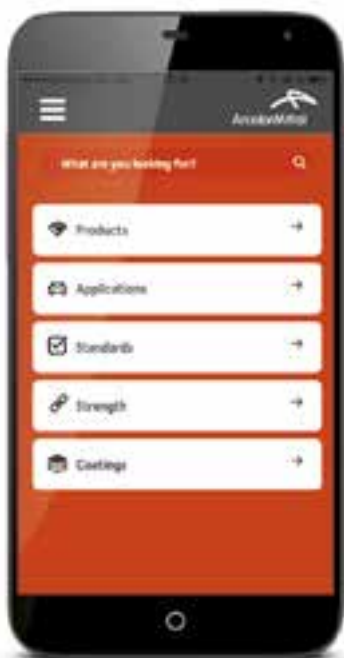 ArcelorMittal
What are you looking for?
Products
Applications
Standards
Strength
Coatings